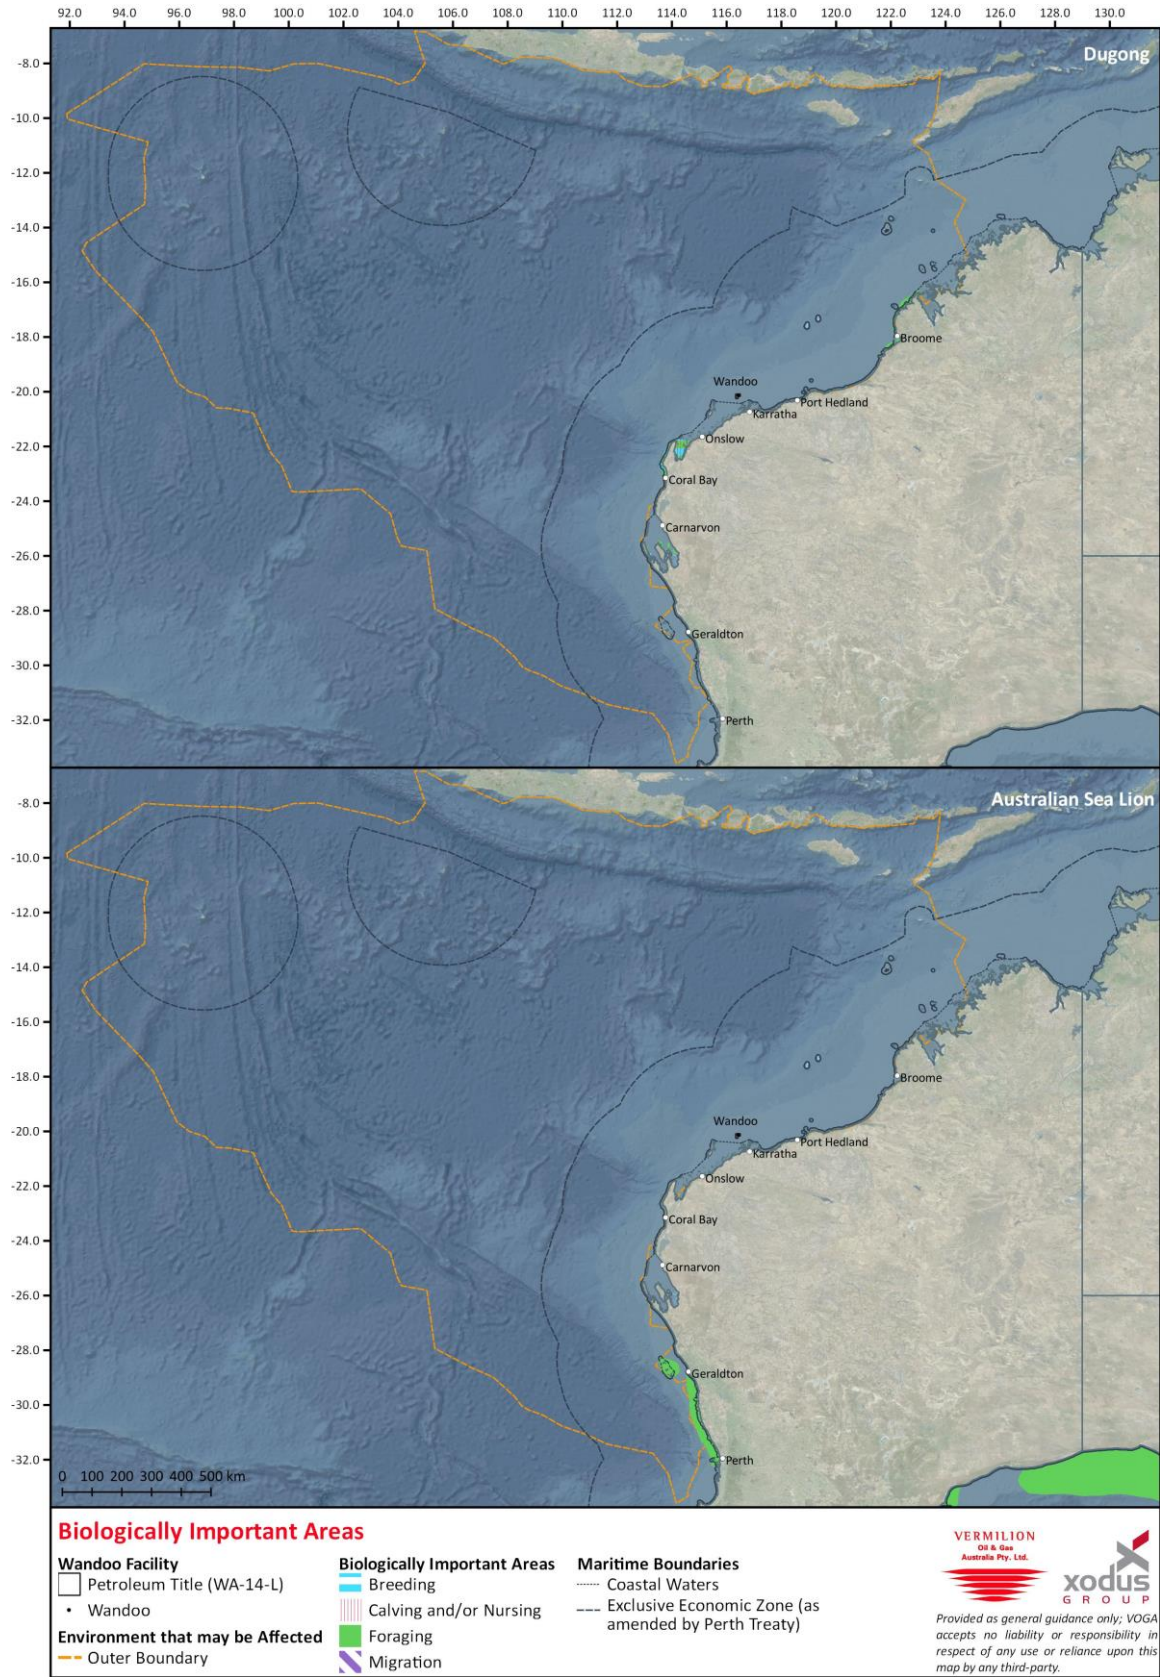 92.0 94.0 96.0 98.0 100.0 102.0 104.0 106.0 108.0 110.0 112.0 114.0 116.0 118.0 120.0 122.0 124.0 126.0 128.0 130.0
Dugong
-8.0
-10.0
-12.0
-14.0
-16.0
-18.0
-20.0
-22.0
-24.0
-26.0
-28.0
-30.0
-32.0
Broome
Wandoo
Port Hedland
Karratha
Onslow
Coral Bay
Carnarvon
Geraldton
Perth
Australian Sea Lion
-8.0
-10.0
-12.0
-14.0
-16.0
-18.0
-20.0
-22.0
-24.0
-26.0
-28.0
-30.0
-32.0
Broome
Wandoo
Port Hedland
Karratha
Onslow
Coral Bay
Carnarvon
Geraldton
Perth
0 100 200 300 400 500 km
Biologically Important Areas
Wandoo Facility
Petroleum Title (WA-14-L)
Wandoo
Environment that may be Affected
Outer Boundary
Biologically Important Areas
Breeding
Calving and/or Nursing
Foraging
Migration
Maritime Boundaries
Coastal Waters
Exclusive Economic Zone (as
amended by Perth Treaty)
VERMILION
Oil & Gas
Australia Pty. Ltd.
xodus
GROUP
Provided as general guidance only; VOGA
accepts no liability or responsibility in
respect of any use or reliance upon this
map by any third-party.